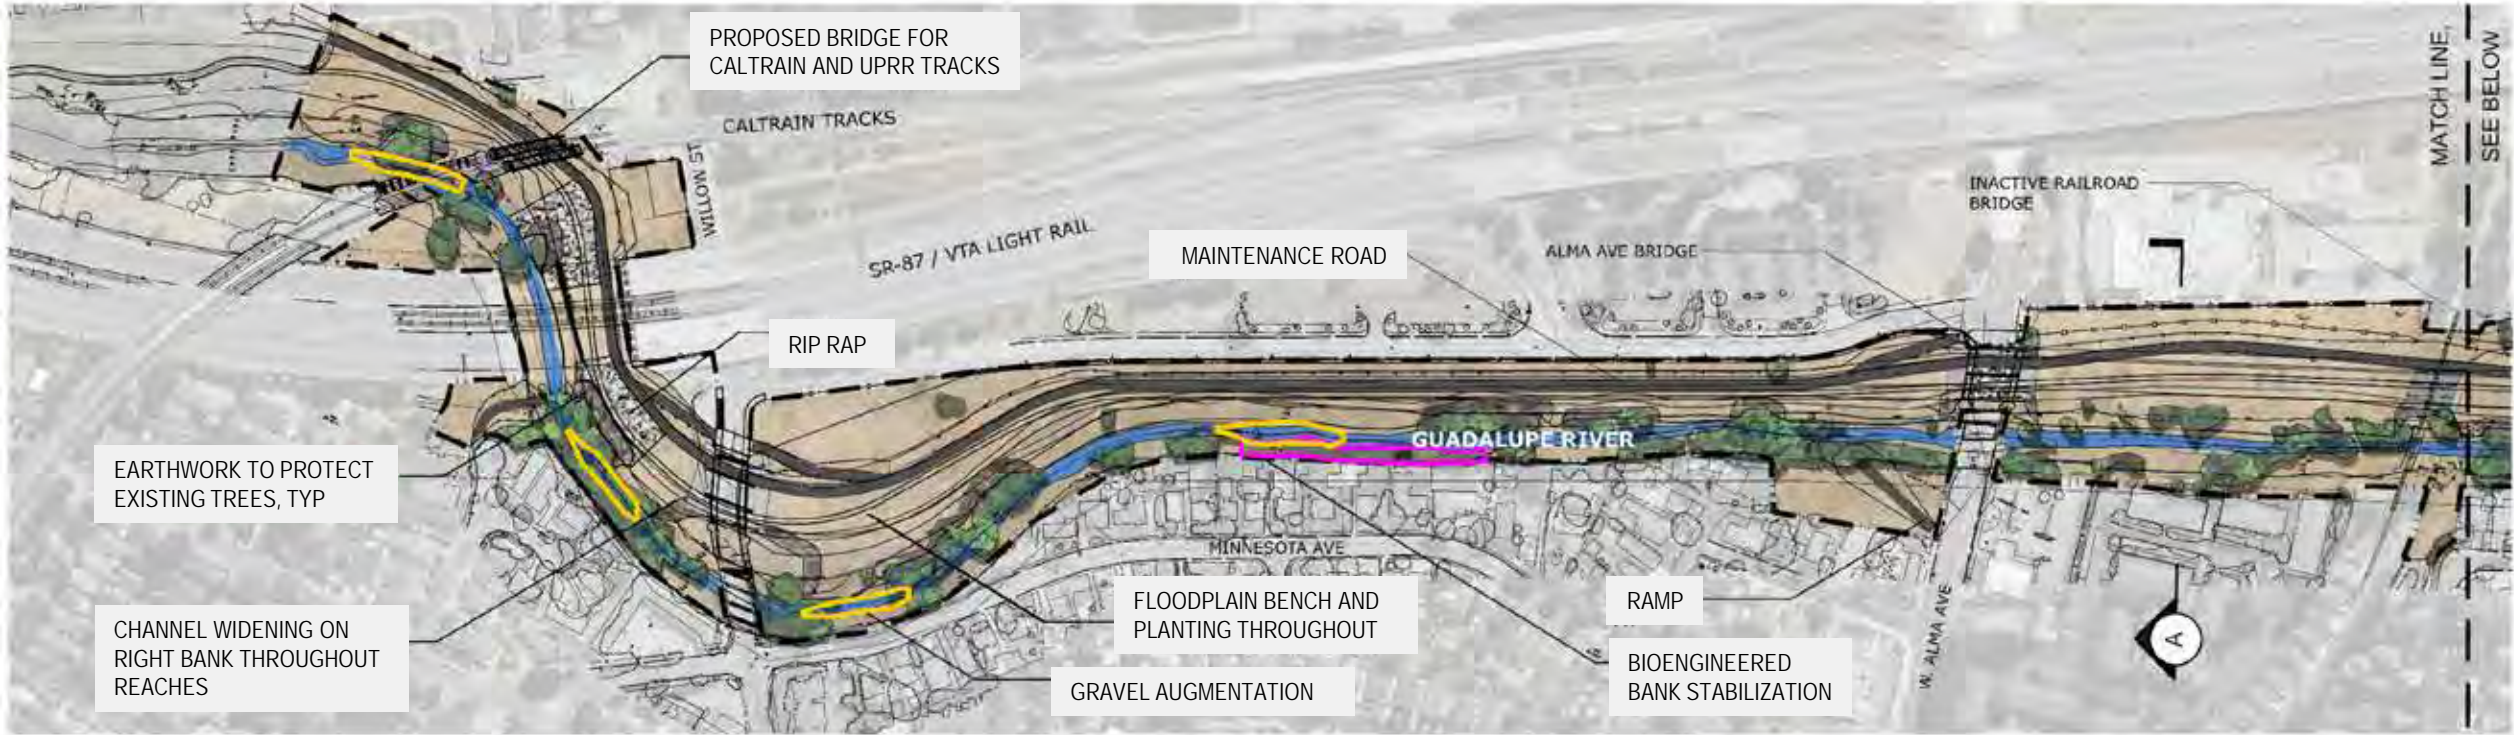 PROPOSED BRIDGE FOR
CALTRAIN AND UPRR TRACKS
CALTRAIN TRACKS
WILLOW ST
MATCH LINE,
SEE BELOW
INACTIVE RAILROAD
BRIDGE
SR-87 / VTA LIGHT RAIL
MAINTENANCE ROAD
ALMA AVE BRIDGE
RIP RAP
GUADALUPE RIVER
EARTHWORK TO PROTECT
EXISTING TREES, TYP
MINNESOTA AVE
CHANNEL WIDENING ON
RIGHT BANK THROUGHOUT
REACHES
FLOODPLAIN BENCH AND
PLANTING THROUGHOUT
RAMP
GRAVEL AUGMENTATION
BIOENGINEERED
BANK STABILIZATION
W. ALMA AVE
A